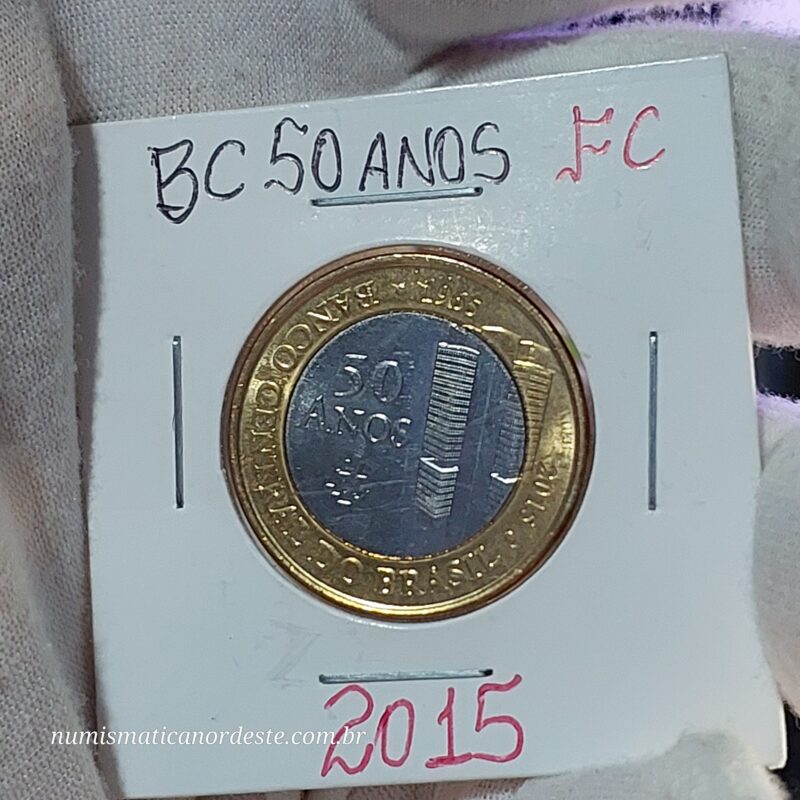 BC 50 ANOS FC
1965
BANCO CENTRAL DO BRASIL
2015
50
ANOS
2015
numismaticanordeste.com.br